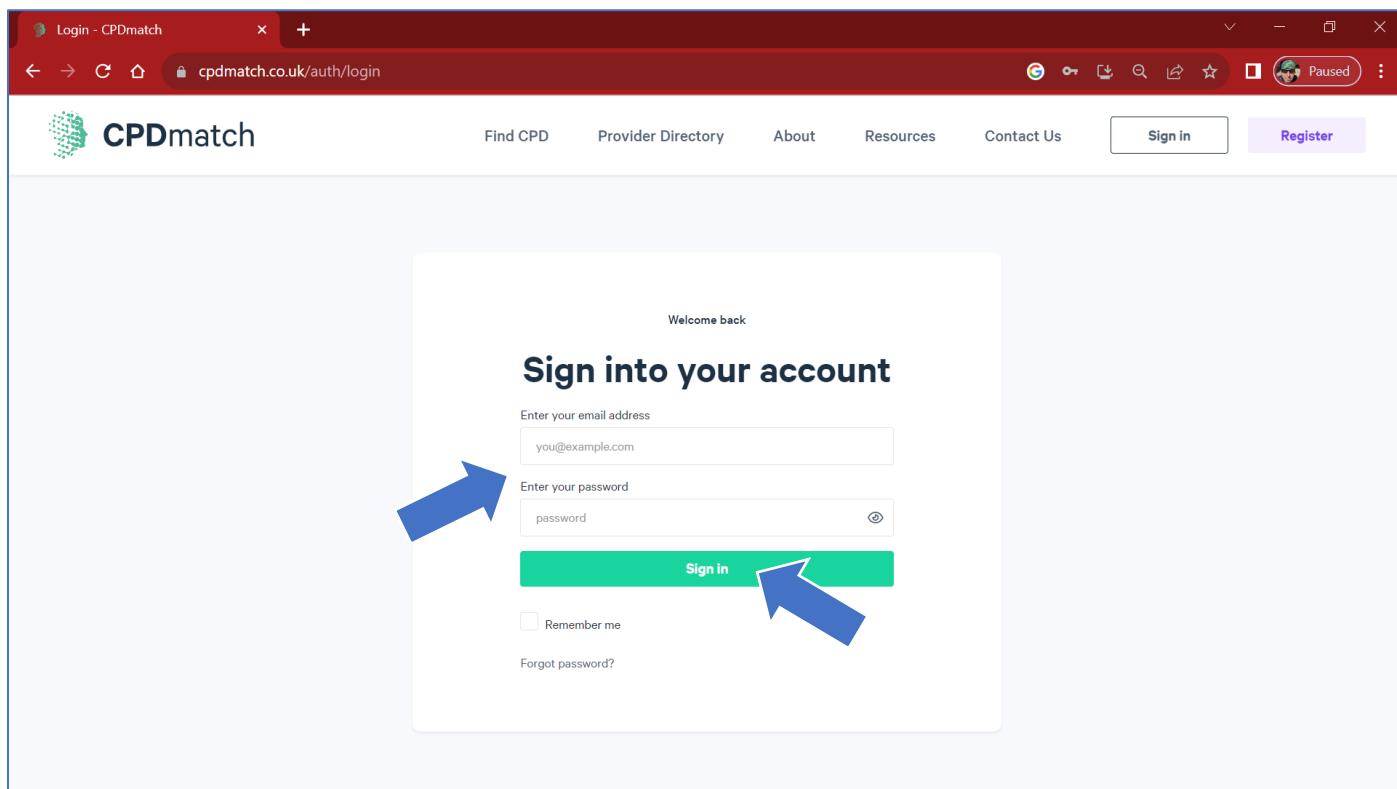 Login - CPDmatch
cpdmatch.co.uk/auth/login
Paused
CPDmatch Find CPD Provider Directory About Resources Contact Us Sign in Register
Welcome back
Sign into your account
Enter your email address
you@example.com
Enter your password
password
Sign in
Remember me
Forgot password?